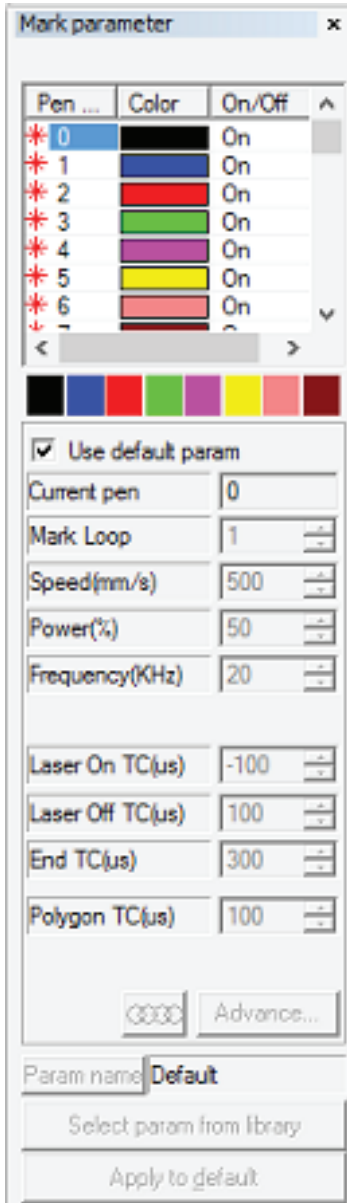 Mark parameter x
Pen ... Color On/Off
0 On
1 On
2 On
3 On
4 On
5 On
6 On
Use default param
Current pen 0
Mark Loop 1
Speed(mm/s) 500
Power(%) 50
Frequency(KHz) 20
Laser On TC(us) -100
Laser Off TC(us) 100
End TC(us) 300
Polygon TC(us) 100
Advance...
Param name Default
Select param from library
Apply to default